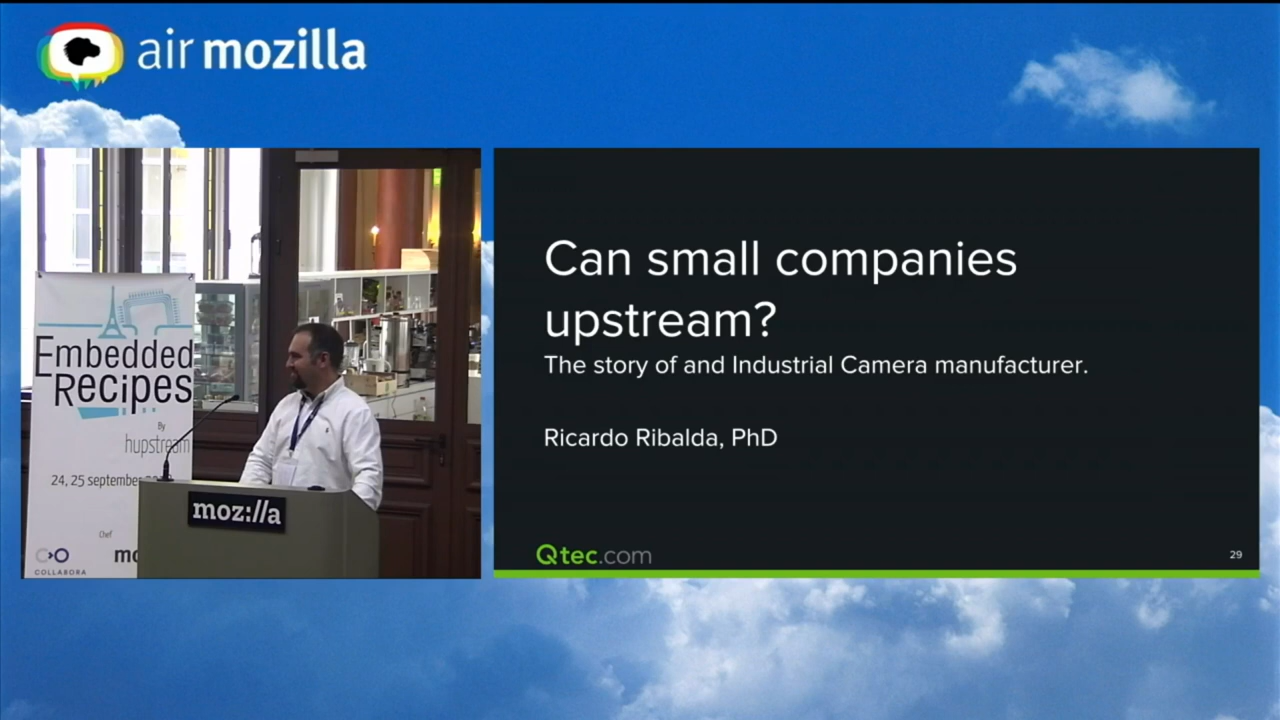 air mozilla
Embedded
Recipes
By
hupstream
24, 25 september
Chef
COLLABORA
moz://a
Can small companies
upstream?
The story of and Industrial Camera manufacturer.
Ricardo Ribalda, PhD
Qtec.com
29